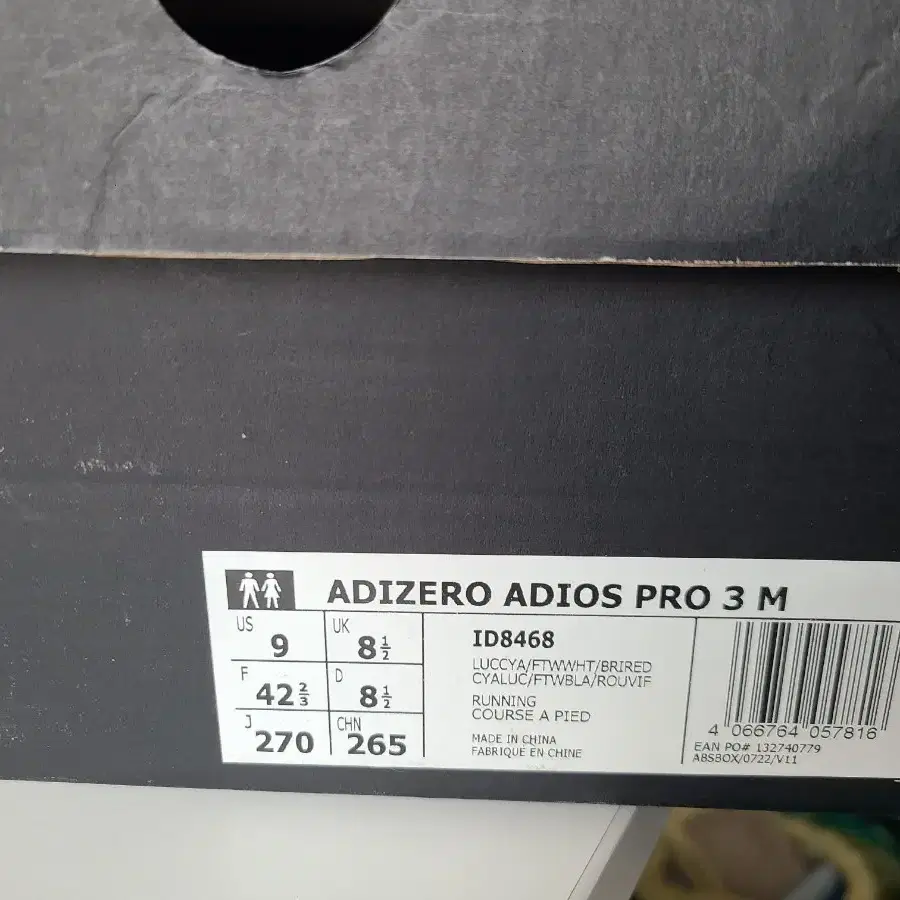 ADIZERO ADIOS PRO 3 M
US 9
UK 8½
F 42⅔
D 8½
J 270
CHN 265
ID8468
LUCCYA/FTWWHT/BRIRED
CYALUC/FTWBLA/ROUVIF
RUNNING
COURSE A PIED
MADE IN CHINA
FABRIQUÉ EN CHINE
4 066764 057816
EAN PO# 132740779
ABSBOX/0722/V11